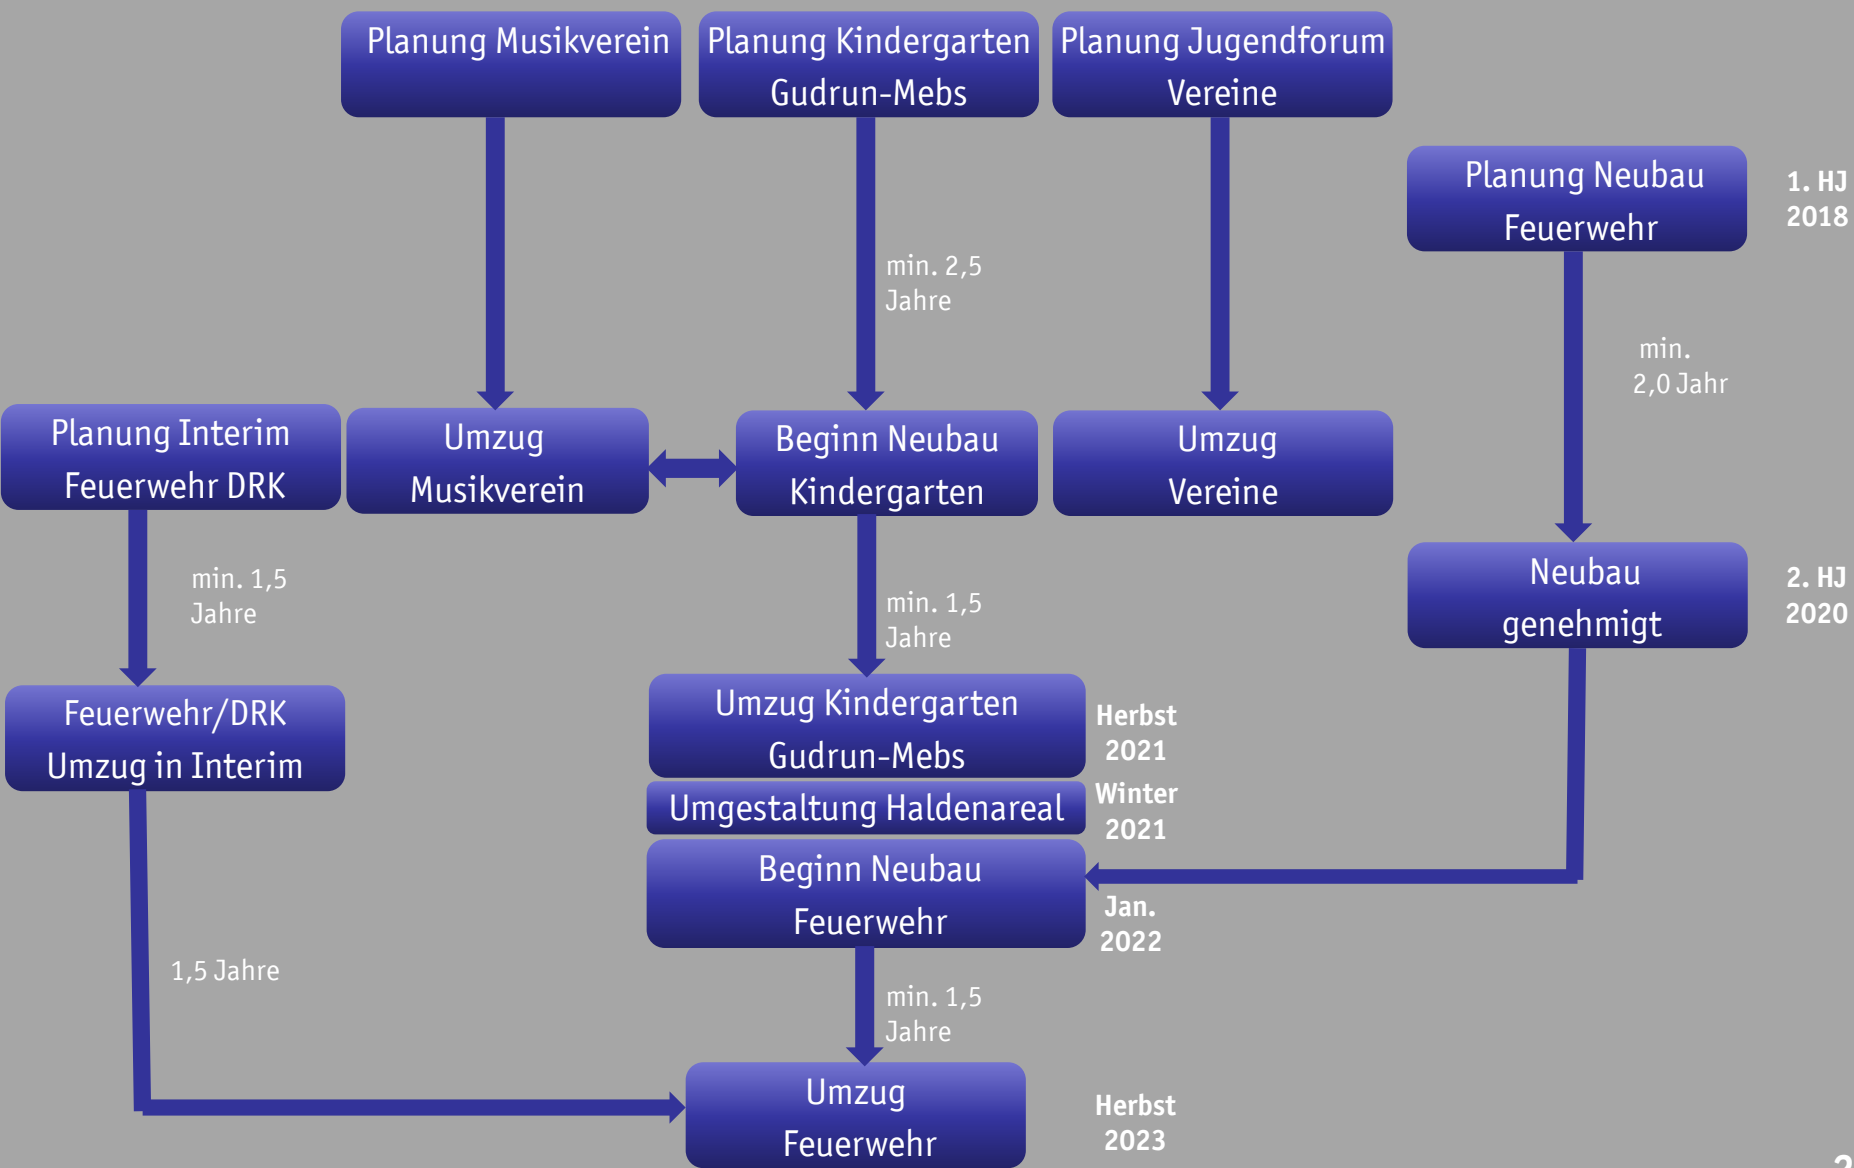 Planung Musikverein
Planung Kindergarten
Gudrun-Mebs
Planung Jugendforum
Vereine
Planung Neubau
Feuerwehr
1. HJ
2018
min. 2,5
Jahre
min.
2,0 Jahr
Planung Interim
Feuerwehr DRK
Umzug
Musikverein
Beginn Neubau
Kindergarten
Umzug
Vereine
Neubau
genehmigt
2. HJ
2020
min. 1,5
Jahre
min. 1,5
Jahre
Feuerwehr/DRK
Umzug in Interim
Umzug Kindergarten
Gudrun-Mebs
Herbst
2021
Umgestaltung Haldenareal
Winter
2021
Beginn Neubau
Feuerwehr
Jan.
2022
1,5 Jahre
min. 1,5
Jahre
Umzug
Feuerwehr
Herbst
2023